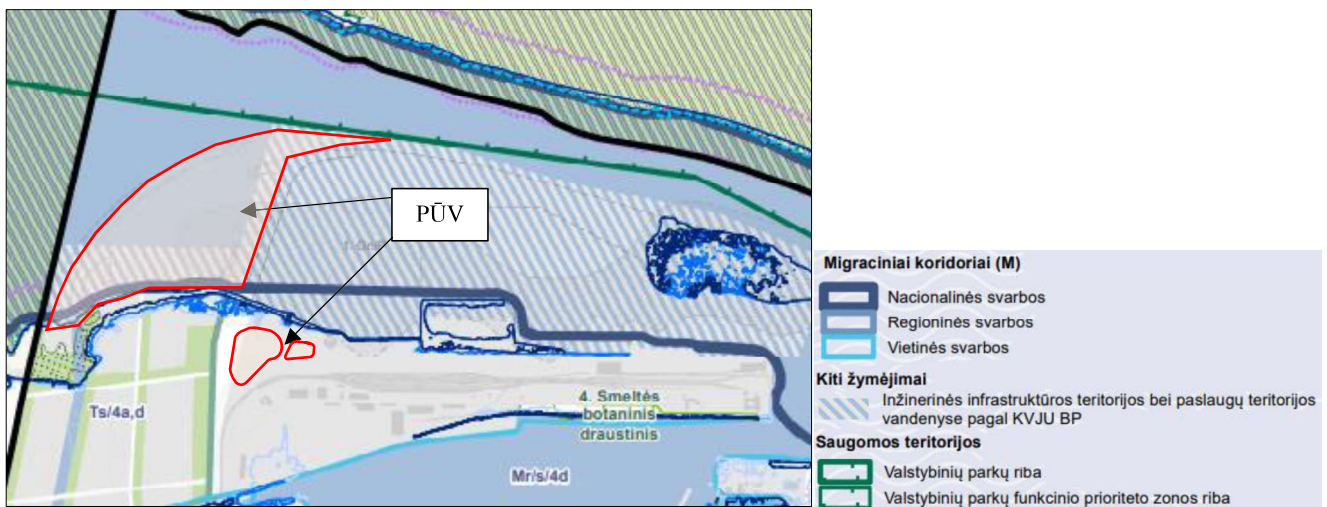 PŪV
Ts/4a,d
4. Smeltės
botaninis
draustinis
Mr/s/4d
Migraciniai koridoriai (M)
Nacionalinės svarbos
Regioninės svarbos
Vietinės svarbos
Kiti žymėjimai
Inžinerinės infrastruktūros teritorijos bei paslaugų teritorijos
vandenyse pagal KVJU BP
Saugomos teritorijos
Valstybinių parkų riba
Valstybinių parkų funkcinio prioriteto zonos riba